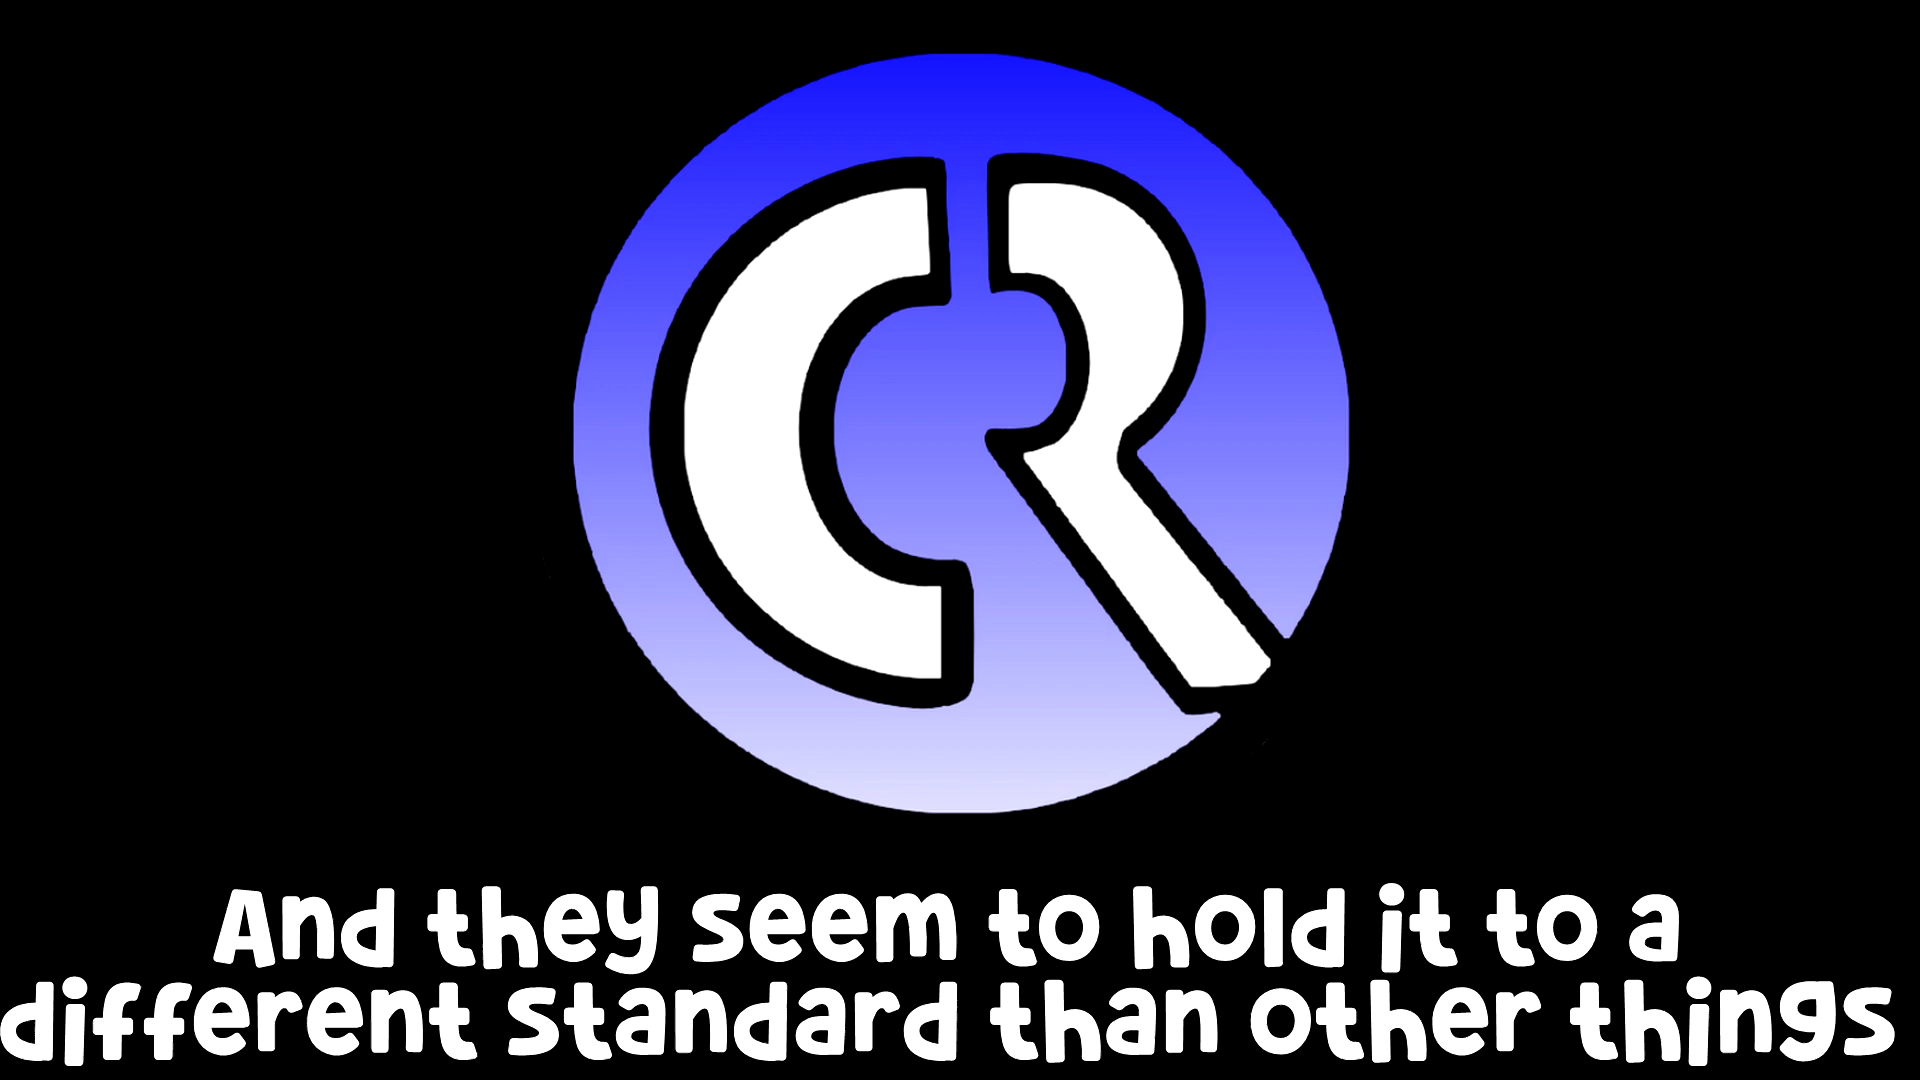 CR
And they seem to hold it to a
different standard than other things